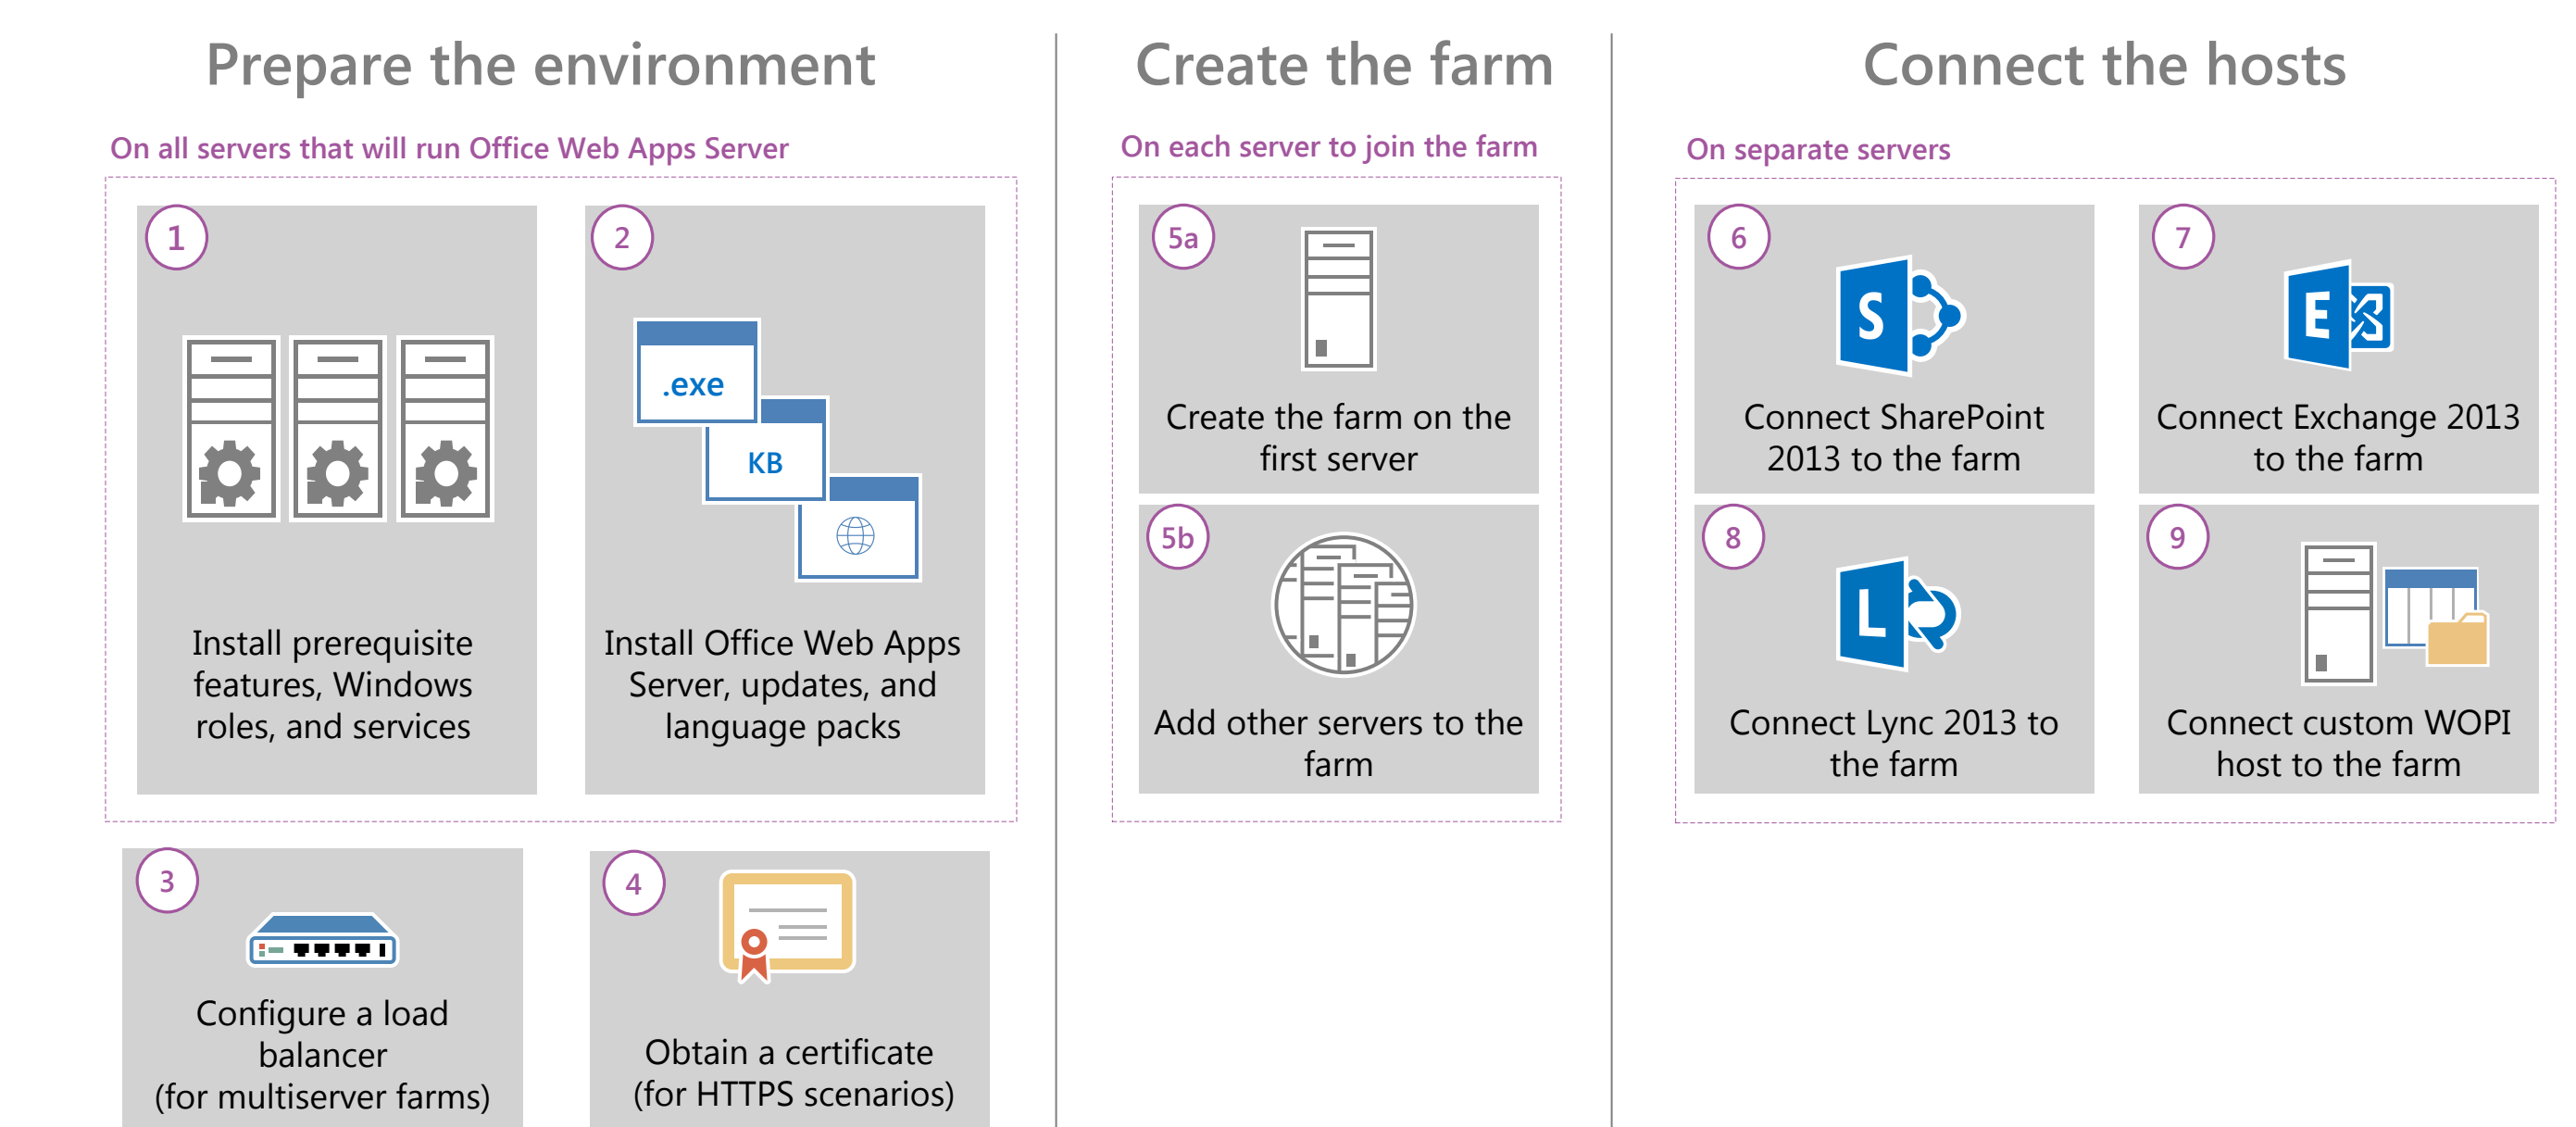 Prepare the environment
On all servers that will run Office Web Apps Server
1
Install prerequisite
features, Windows
roles, and services
2
.exe
KB
Install Office Web Apps
Server, updates, and
language packs
3
Configure a load
balancer
(for multiserver farms)
4
Obtain a certificate
(for HTTPS scenarios)
Create the farm
On each server to join the farm
5a
Create the farm on the
first server
5b
Add other servers to the
farm
Connect the hosts
On separate servers
6
S
Connect SharePoint
2013 to the farm
7
E
Connect Exchange 2013
to the farm
8
L
Connect Lync 2013 to
the farm
9
Connect custom WOPI
host to the farm